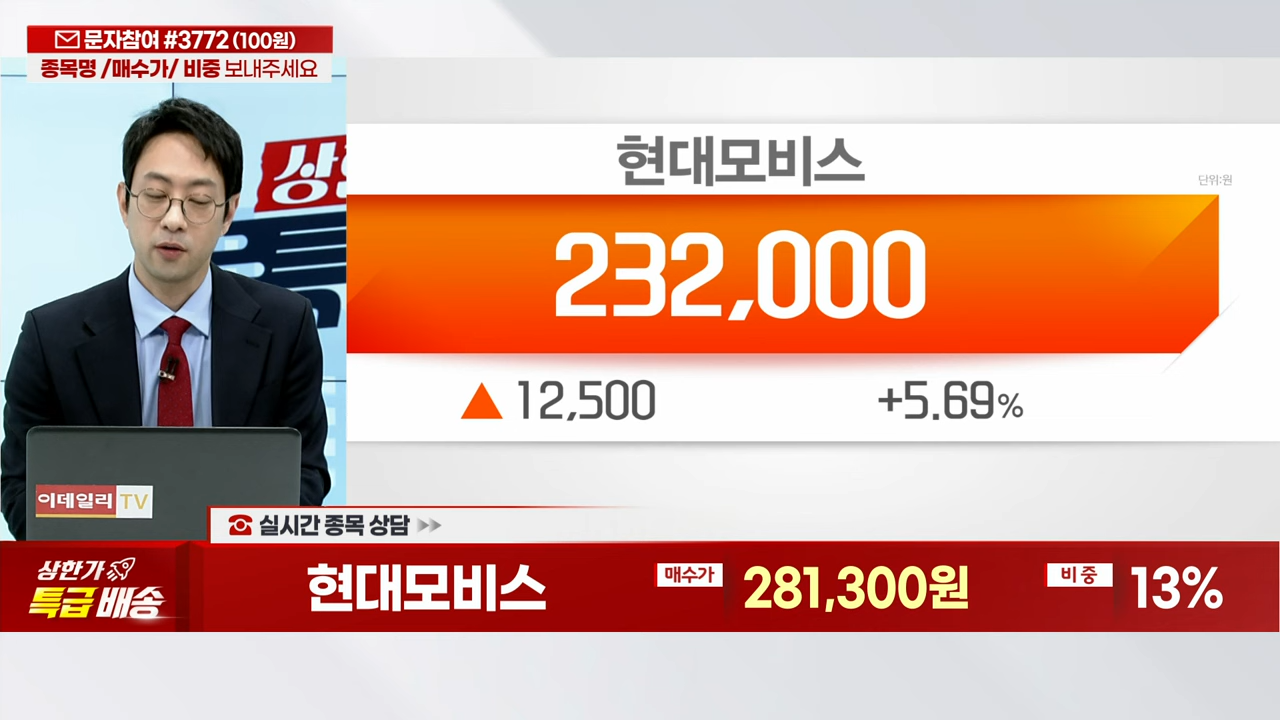 문자참여 #3772 (100원)
종목명 /매수가/ 비중 보내주세요
현대모비스
단위:원
232,000
▲ 12,500 +5.69%
이데일리 TV
실시간 종목 상담
상한가
특급 배송
현대모비스 매수가 281,300원 비중 13%